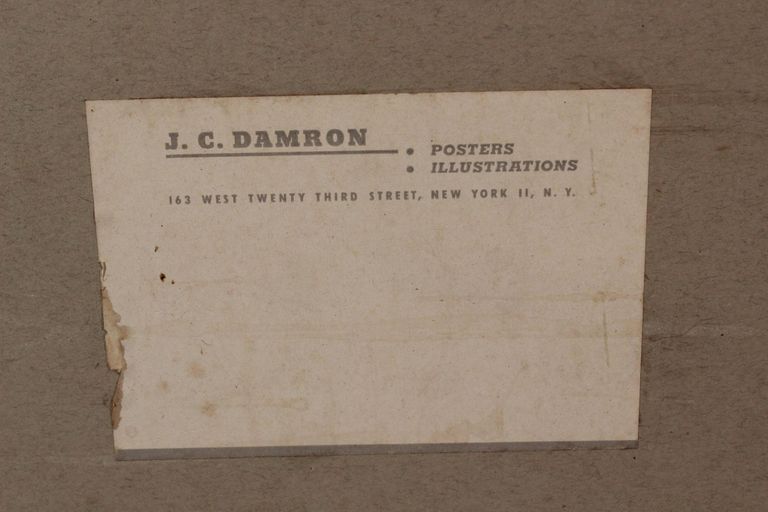 J. C. DAMRON
• POSTERS
• ILLUSTRATIONS
163 WEST TWENTY THIRD STREET, NEW YORK 11, N. Y.